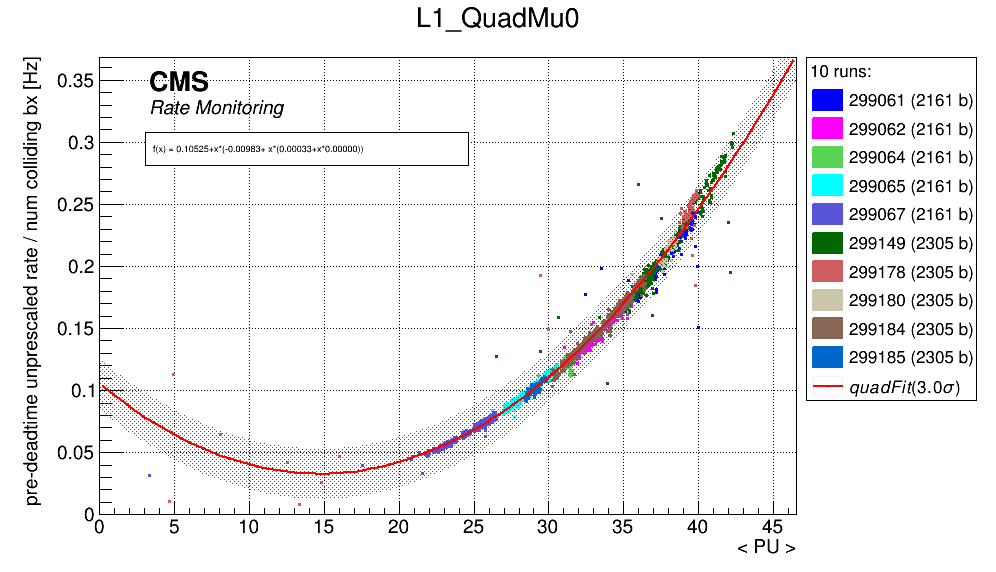 L1_QuadMu0
pre-deadtime unprescaled rate / num colliding bx [Hz]
0.35
0.3
0.25
0.2
0.15
0.1
0.05
0
CMS
Rate Monitoring
f(x) = 0.10525+x*(-0.00983+ x*(0.00033+x*0.00000))
0 5 10 15 20 25 30 35 40 45
< PU >
10 runs:
299061 (2161 b)
299062 (2161 b)
299064 (2161 b)
299065 (2161 b)
299067 (2161 b)
299149 (2305 b)
299178 (2305 b)
299180 (2305 b)
299184 (2305 b)
299185 (2305 b)
quadFit(3.0σ)